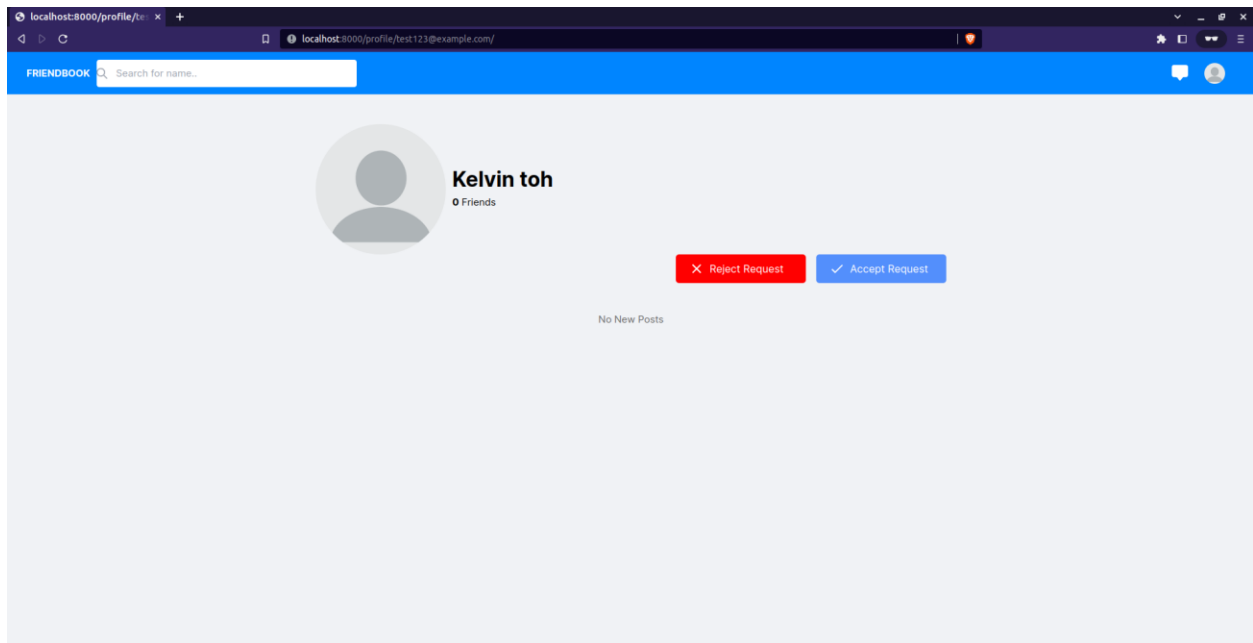 localhost:8000/profile/te
localhost:8000/profile/test123@example.com/
FRIENDBOOK Search for name..
Kelvin toh
0 Friends
Reject Request Accept Request
No New Posts